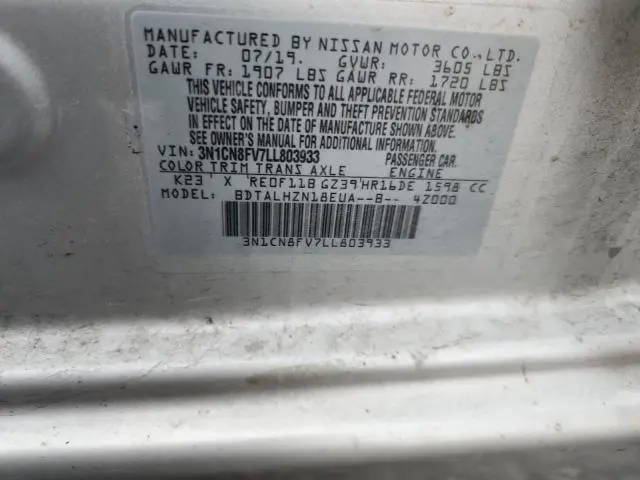 MANUFACTURED BY NISSAN MOTOR CO., LTD.
DATE: 07/19. GVWR: 3605 LBS
GAWR FR: 1907 LBS GAWR RR: 1720 LBS
THIS VEHICLE CONFORMS TO ALL APPLICABLE FEDERAL MOTOR
VEHICLE SAFETY, BUMPER AND THEFT PREVENTION STANDARDS
IN EFFECT ON THE DATE OF MANUFACTURE SHOWN ABOVE.
SEE OWNER'S MANUAL FOR ADDITIONAL INFORMATION.
VIN: 3N1CN8FV7LL803933 PASSENGER CAR.
COLOR TRIM TRANS AXLE ENGINE
K23 X RE0F11B GZ39 HR16DE 1598 CC
MODEL: BDTALHZN18EUA--B-- 4Z000
3N1CN8FV7LL803933